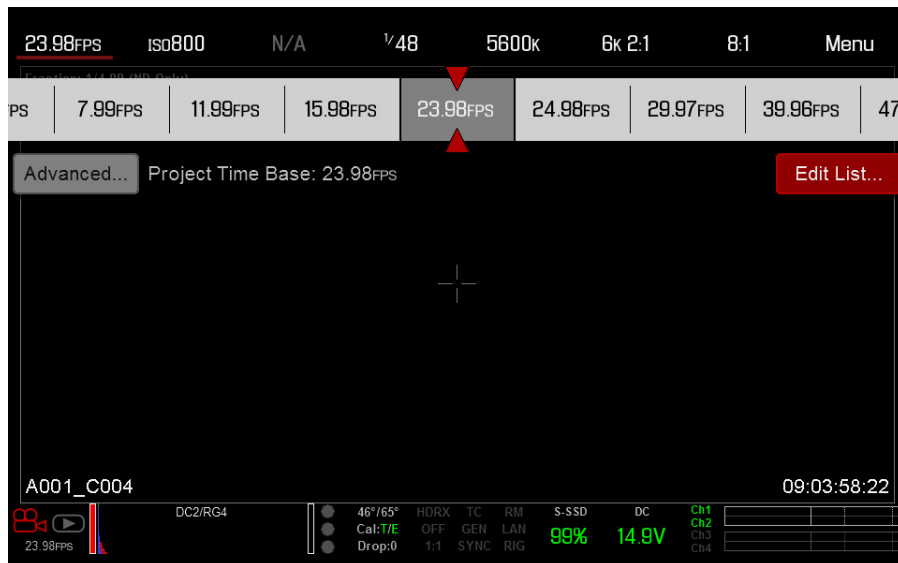 23.98FPS ISO800 N/A 1/48 5600K 6K 2:1 8:1 Menu
PS 7.99FPS 11.99FPS 15.98FPS 23.98FPS 24.98FPS 29.97FPS 39.96FPS 47
Advanced... Project Time Base: 23.98FPS Edit List...
A001_C004 09:03:58:22
DC2/RG4 46°/65° HDRX TC RM S-SSD DC Ch1
Cal:T/E OFF GEN LAN 99% 14.9V Ch2
23.98FPS Drop:0 1:1 SYNC RIG Ch3
Ch4